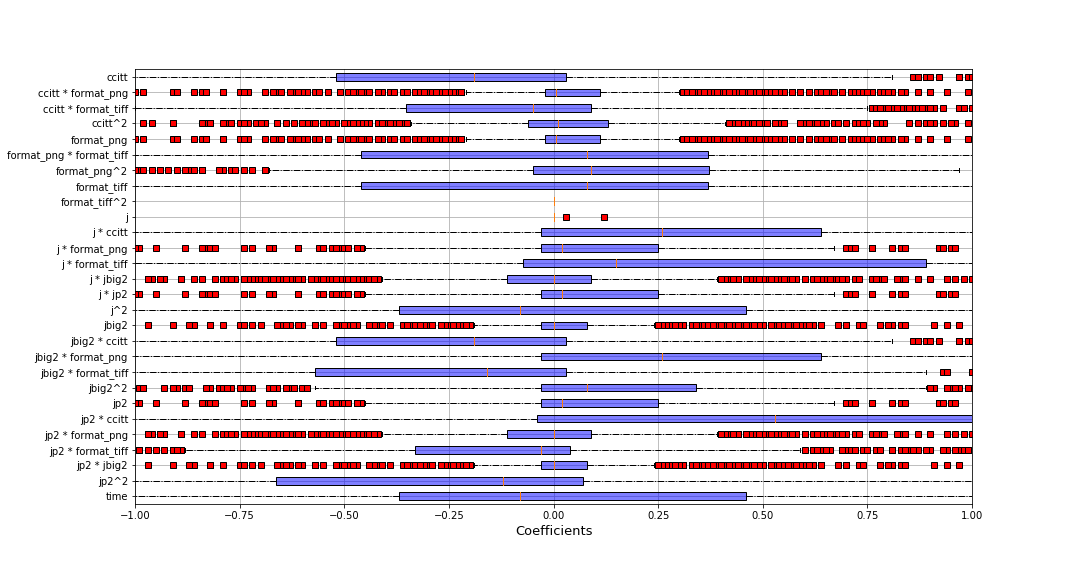 ccitt
ccitt * format_png
ccitt * format_tiff
ccitt^2
format_png
format_png * format_tiff
format_png^2
format_tiff
format_tiff^2
j
j * ccitt
j * format_png
j * format_tiff
j * jbig2
j * jp2
j^2
jbig2
jbig2 * ccitt
jbig2 * format_png
jbig2 * format_tiff
jbig2^2
jp2
jp2 * ccitt
jp2 * format_png
jp2 * format_tiff
jp2 * jbig2
jp2^2
time
−1.00 −0.75 −0.50 −0.25 0.00 0.25 0.50 0.75 1.00
Coefficients